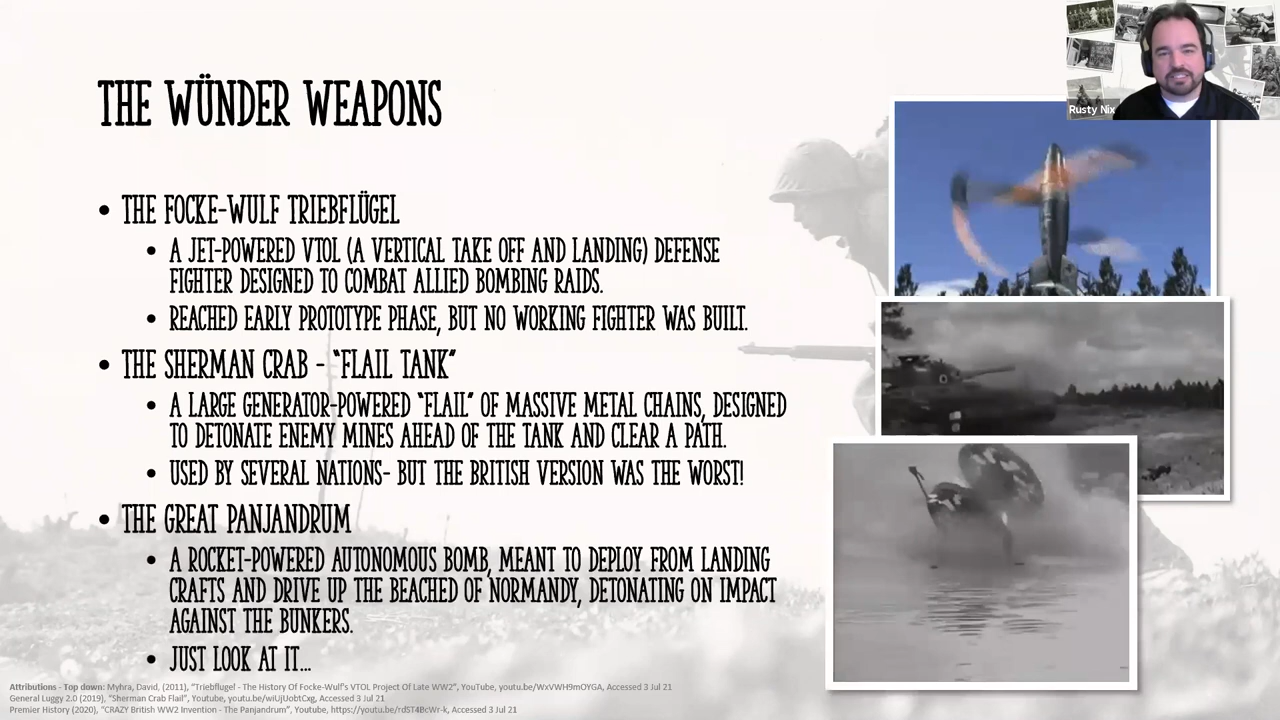 THE WÜNDER WEAPONS
• THE FOCKE-WULF TRIEBFLÜGEL
• A JET-POWERED VTOL (A VERTICAL TAKE OFF AND LANDING) DEFENSE
FIGHTER DESIGNED TO COMBAT ALLIED BOMBING RAIDS.
• REACHED EARLY PROTOTYPE PHASE, BUT NO WORKING FIGHTER WAS BUILT.
• THE SHERMAN CRAB - "FLAIL TANK"
• A LARGE GENERATOR-POWERED "FLAIL" OF MASSIVE METAL CHAINS, DESIGNED
TO DETONATE ENEMY MINES AHEAD OF THE TANK AND CLEAR A PATH.
• USED BY SEVERAL NATIONS- BUT THE BRITISH VERSION WAS THE WORST!
• THE GREAT PANJANDRUM
• A ROCKET-POWERED AUTONOMOUS BOMB, MEANT TO DEPLOY FROM LANDING
CRAFTS AND DRIVE UP THE BEACHED OF NORMANDY, DETONATING ON IMPACT
AGAINST THE BUNKERS.
• JUST LOOK AT IT...
Attributions - Top down: Myhra, David, (2011), "Triebflugel - The History Of Focke-Wulf's VTOL Project Of Late WW2", YouTube, youtu.be/WxVWH9mOYGA, Accessed 3 Jul 21
General Luggy 2.0 (2019), "Sherman Crab Flail", Youtube, youtu.be/wiUjUobtCxg, Accessed 3 Jul 21
Premier History (2020), "CRAZY British WW2 Invention - The Panjandrum", Youtube, https://youtu.be/rdST4BcWr-k, Accessed 3 Jul 21
Rusty Nix